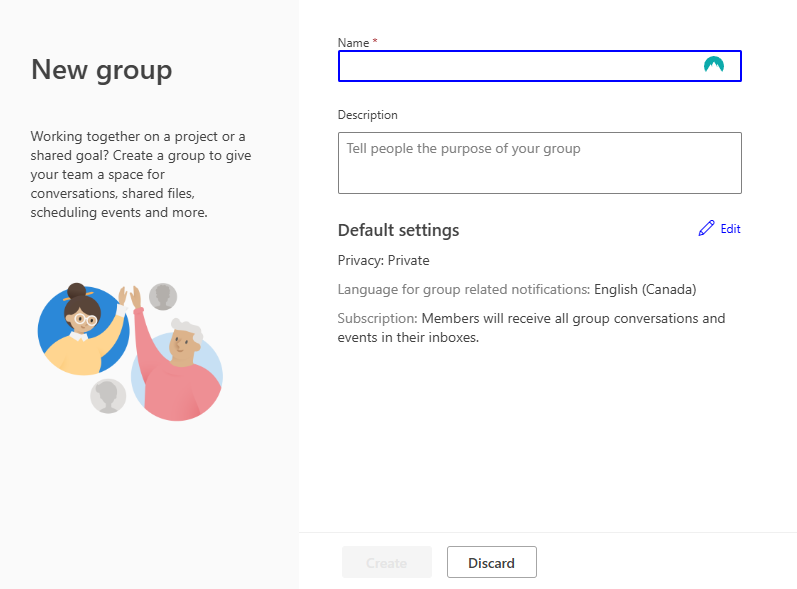 New group
Working together on a project or a
shared goal? Create a group to give
your team a space for
conversations, shared files,
scheduling events and more.
Name *
Description
Tell people the purpose of your group
Default settings
Edit
Privacy: Private
Language for group related notifications: English (Canada)
Subscription: Members will receive all group conversations and
events in their inboxes.
Create
Discard